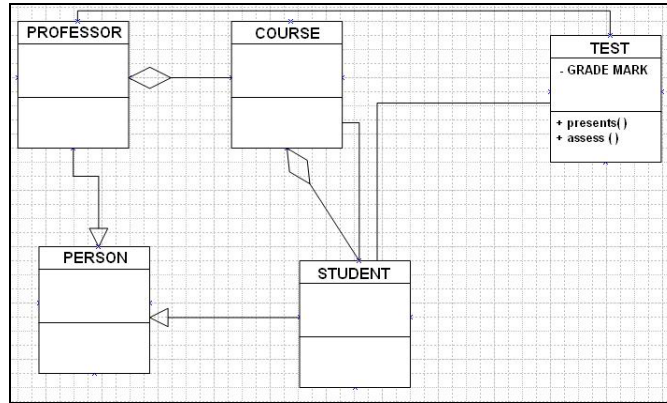 PROFESSOR
COURSE
TEST
- GRADE MARK
+ presents()
+ assess ()
PERSON
STUDENT